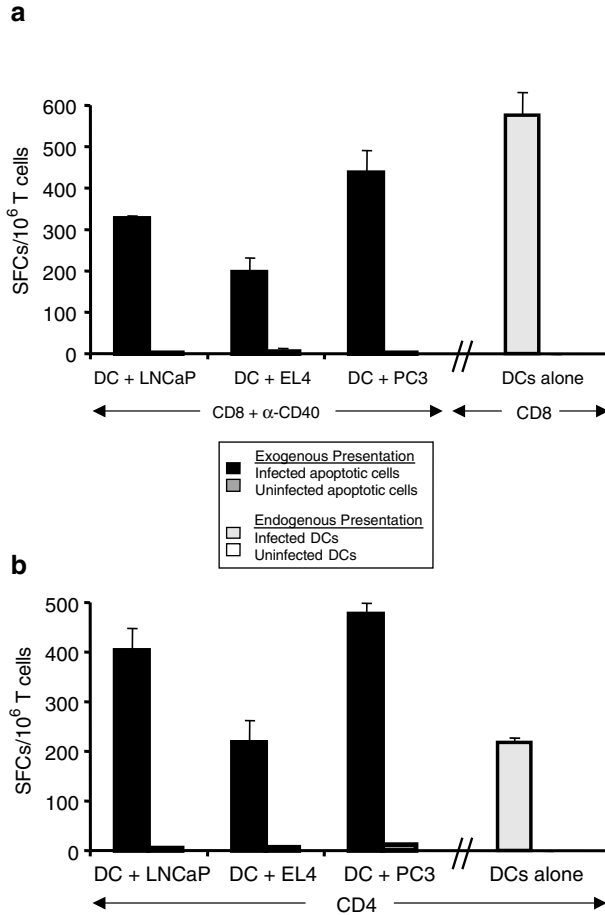 a
SFCs/10⁶ T cells
600
500
400
300
200
100
0
DC + LNCaP DC + EL4 DC + PC3 DCs alone
CD8 + α-CD40 CD8
Exogenous Presentation
Infected apoptotic cells
Uninfected apoptotic cells
Endogenous Presentation
Infected DCs
Uninfected DCs
b
SFCs/10⁶ T cells
500
400
300
200
100
0
DC + LNCaP DC + EL4 DC + PC3 DCs alone
CD4